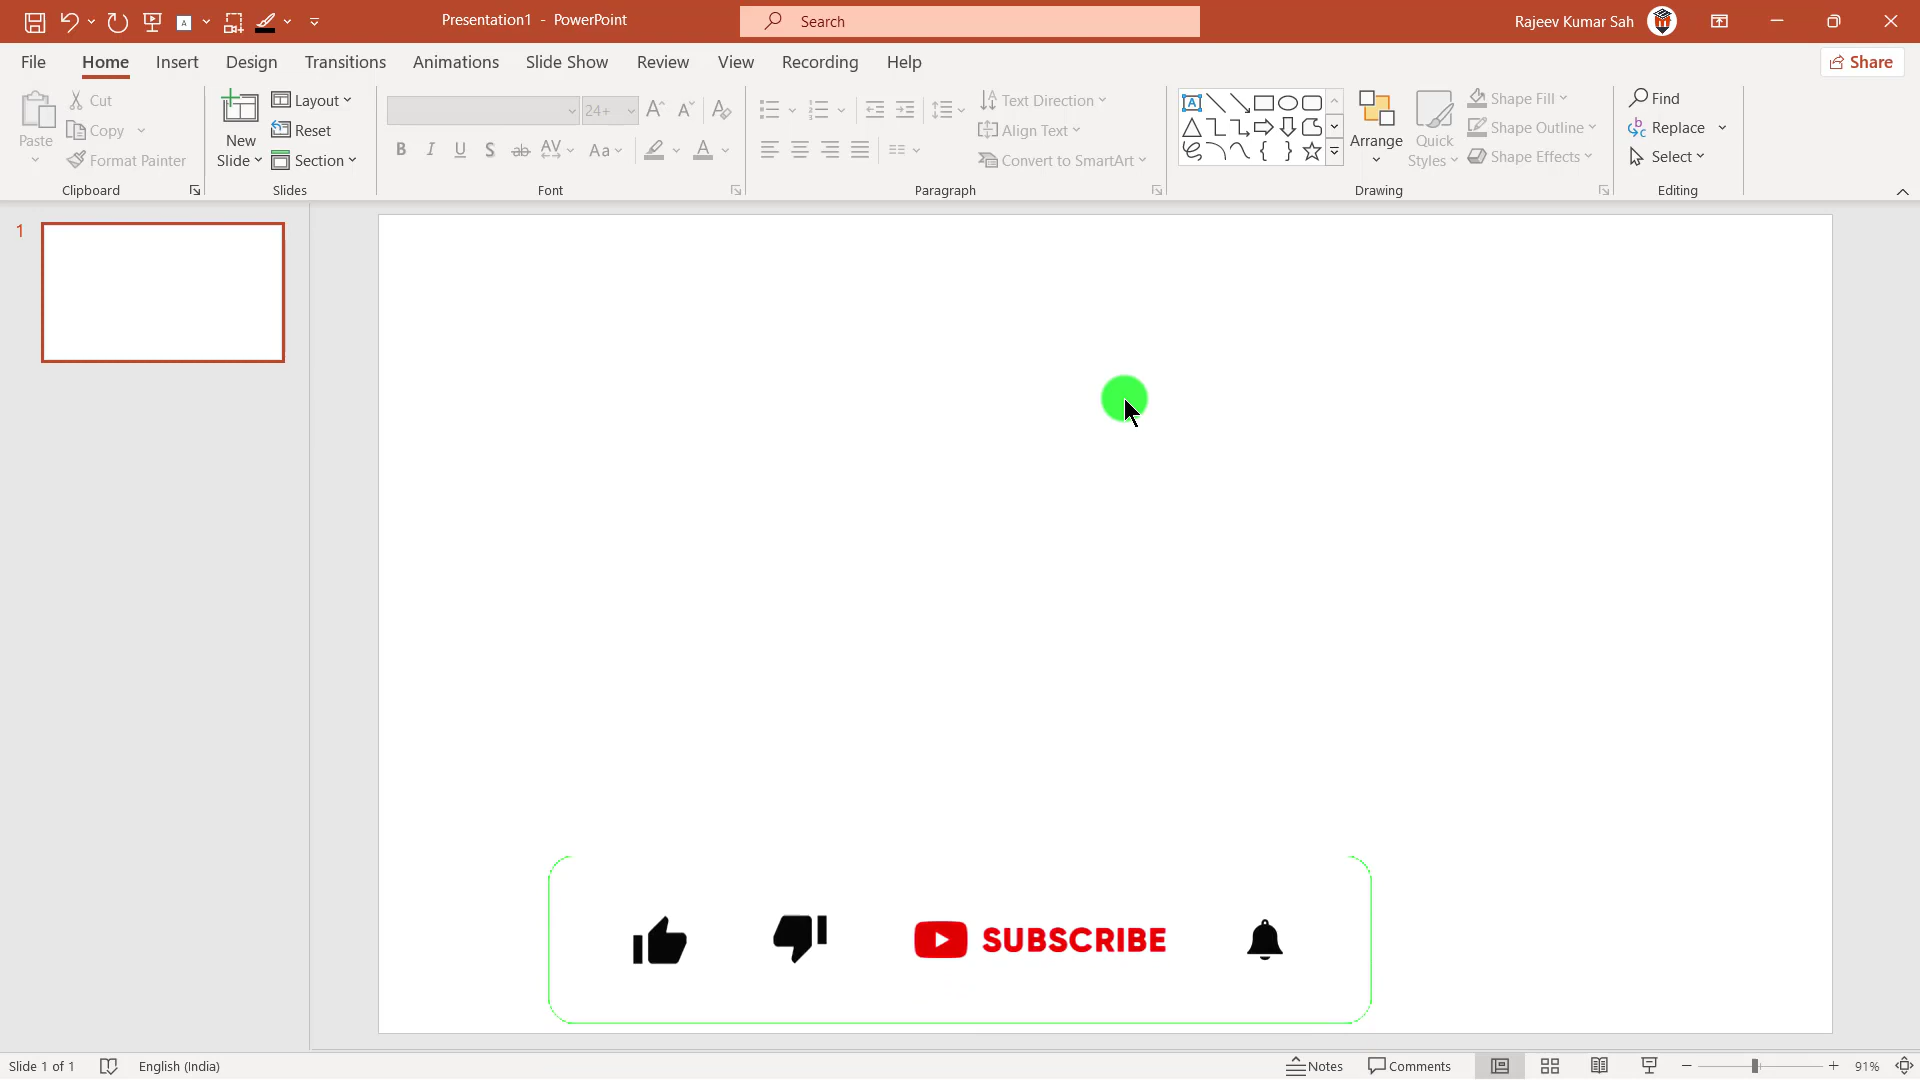 Presentation1 - PowerPoint
Search
Rajeev Kumar Sah
File Home Insert Design Transitions Animations Slide Show Review View Recording Help
Share
Paste
Cut
Copy
Format Painter
Clipboard
New Slide
Layout
Reset
Section
Slides
24+
B I U S ab AV Aa A
Font
Text Direction
Align Text
Convert to SmartArt
Paragraph
Arrange
Quick Styles
Shape Fill
Shape Outline
Shape Effects
Drawing
Find
Replace
Select
Editing
1
SUBSCRIBE
Slide 1 of 1
English (India)
Notes
Comments
91%